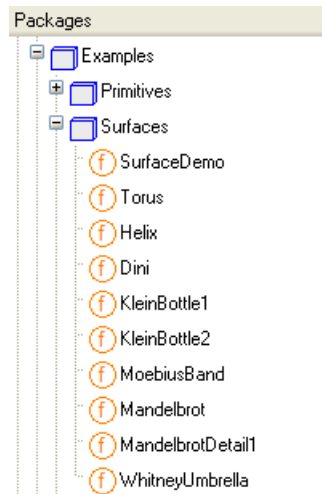 Packages
Examples
Primitives
Surfaces
f SurfaceDemo
f Torus
f Helix
f Dini
f KleinBottle1
f KleinBottle2
f MoebiusBand
f Mandelbrot
f MandelbrotDetail1
f WhitneyUmbrella